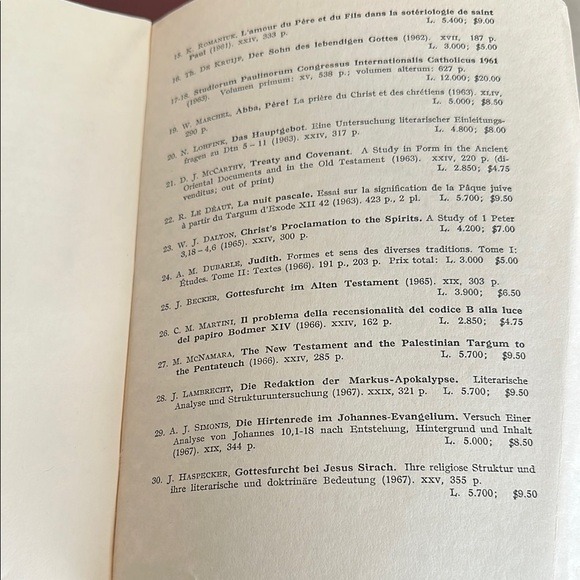 15. K. ROMANIUK, L'amour du Père et du Fils dans la sotériologie de saint
Paul (1961). XXIV, 333 p. L. 5.400; $9.00
16. TH. DE KRUIJF, Der Sohn des lebendigen Gottes (1962). XVII, 187 p.
L. 3.000; $5.00
17-18. Studiorum Paulinorum Congressus Internationalis Catholicus 1961
(1963). Volumen primum: XV, 538 p.; volumen alterum: 627 p.
L. 12.000; $20.00
19. W. MARCHEL, Abba, Père! La prière du Christ et des chrétiens (1963). XLIV,
290 p. L. 5.000; $8.50
20. N. LOHFINK, Das Hauptgebot. Eine Untersuchung literarischer Einleitungs-
fragen zu Dtn 5-11 (1963). XXIV, 317 p. L. 4.800; $8.00
21. D. J. MCCARTHY, Treaty and Covenant. A Study in Form in the Ancient
Oriental Documents and in the Old Testament (1963). XXIV, 220 p. (di-
venditus; out of print) L. 2.850; $4.75
22. R. LE DÉAUT, La nuit pascale. Essai sur la signification de la Pâque juive
à partir du Targum d'Exode XII 42 (1963). 423 p., 2 pl. L. 5.700; $9.50
23. W. J. DALTON, Christ's Proclamation to the Spirits. A Study of 1 Peter
3,18-4,6 (1965). XXIV, 300 p. L. 4.200; $7.00
24. A. M. DUBARLE, Judith. Formes et sens des diverses traditions. Tome I:
Études. Tome II: Textes (1966). 191 p., 203 p. Prix total: L. 3.000 $5.00
25. J. BECKER, Gottesfurcht im Alten Testament (1965). XIX, 303 p.
L. 3.900; $6.50
26. C. M. MARTINI, Il problema della recensionalità del codice B alla luce
del papiro Bodmer XIV (1966). XXIV, 162 p. L. 2.850; $4.75
27. M. MCNAMARA, The New Testament and the Palestinian Targum to
the Pentateuch (1966). XXIV, 285 p. L. 5.700; $9.50
28. J. LAMBRECHT, Die Redaktion der Markus-Apokalypse. Literarische
Analyse und Strukturuntersuchung (1967). XXIX, 321 p. L. 5.700; $9.50
29. A. J. SIMONIS, Die Hirtenrede im Johannes-Evangelium. Versuch Einer
Analyse von Johannes 10,1-18 nach Entstehung, Hintergrund und Inhalt
(1967). XIX, 344 p. L. 5.000; $8.50
30. J. HASPECKER, Gottesfurcht bei Jesus Sirach. Ihre religiose Struktur und
ihre literarische und doktrinäre Bedeutung (1967). XXV, 355 p.
L. 5.700; $9.50